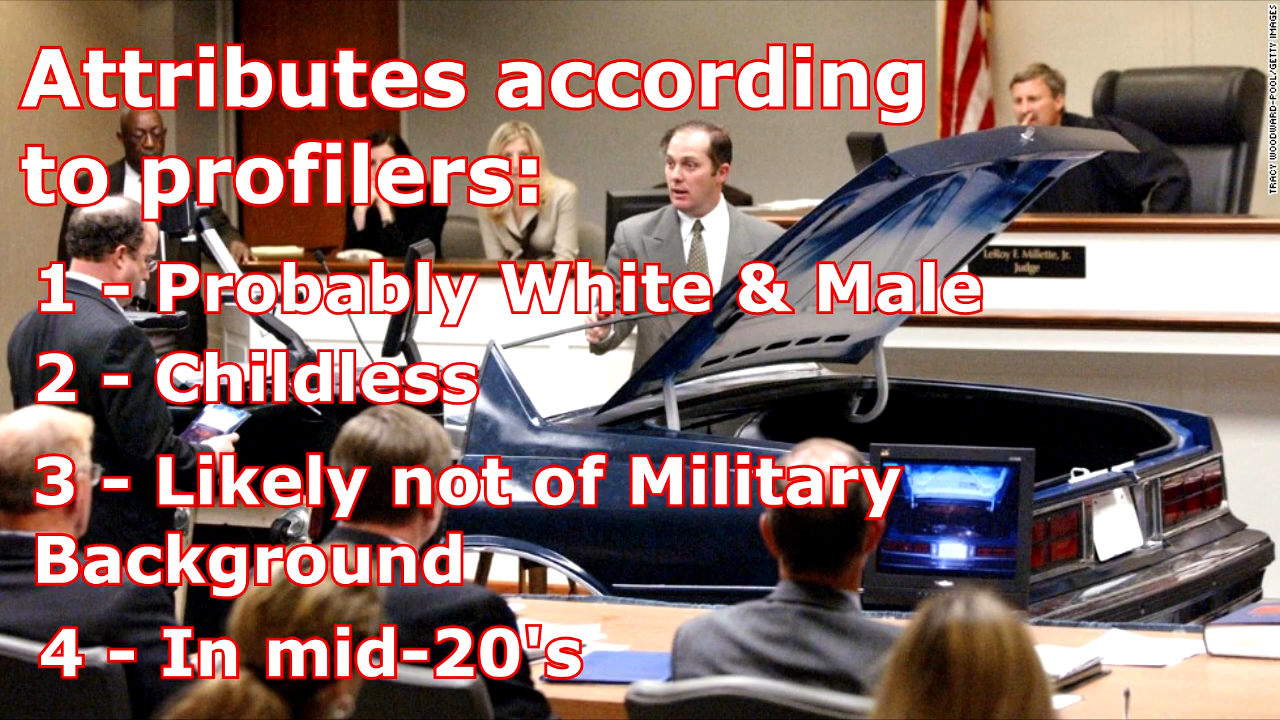 Attributes according
to profilers:
1 - Probably White & Male
2 - Childless
3 - Likely not of Military
Background
4 - In mid-20's
LeRoy F. Millette, Jr.
Judge
TRACY WOODWARD-POOL/GETTY IMAGES